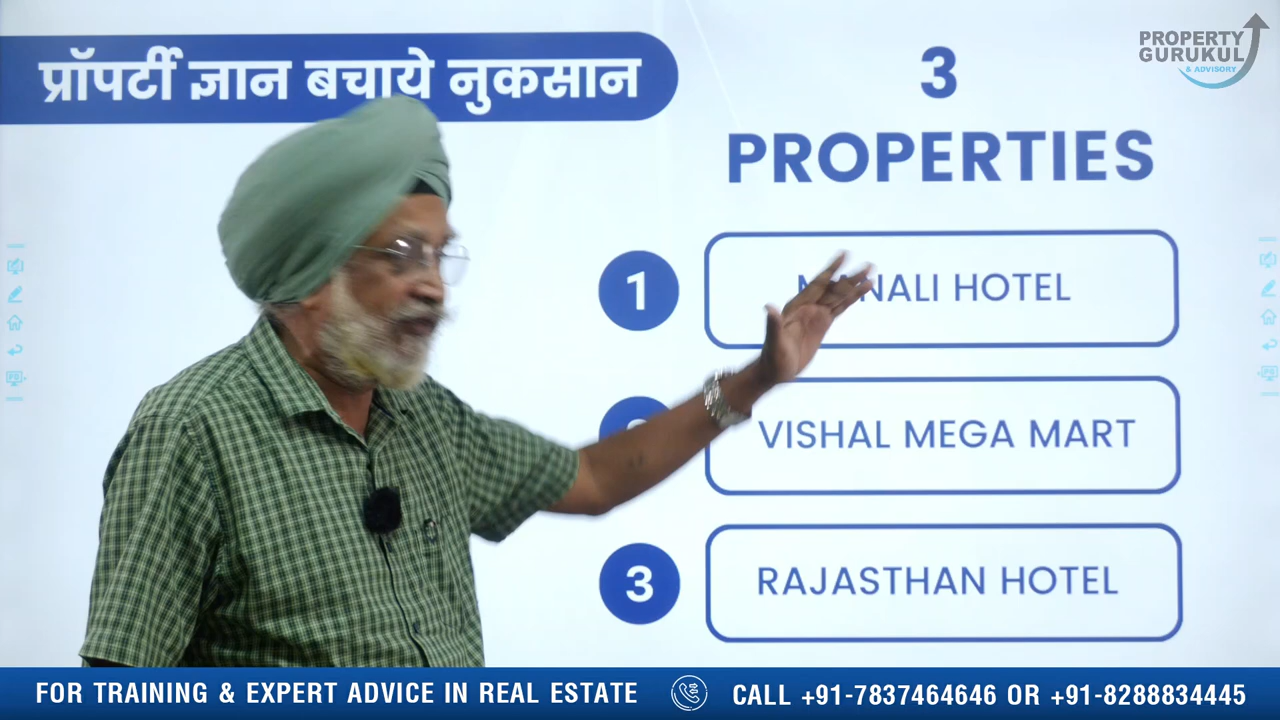 प्रॉपर्टी ज्ञान बचाये नुकसान
PROPERTY
GURUKUL
& ADVISORY
3
PROPERTIES
1
MANALI HOTEL
VISHAL MEGA MART
3
RAJASTHAN HOTEL
FOR TRAINING & EXPERT ADVICE IN REAL ESTATE
CALL +91-7837464646 OR +91-8288834445